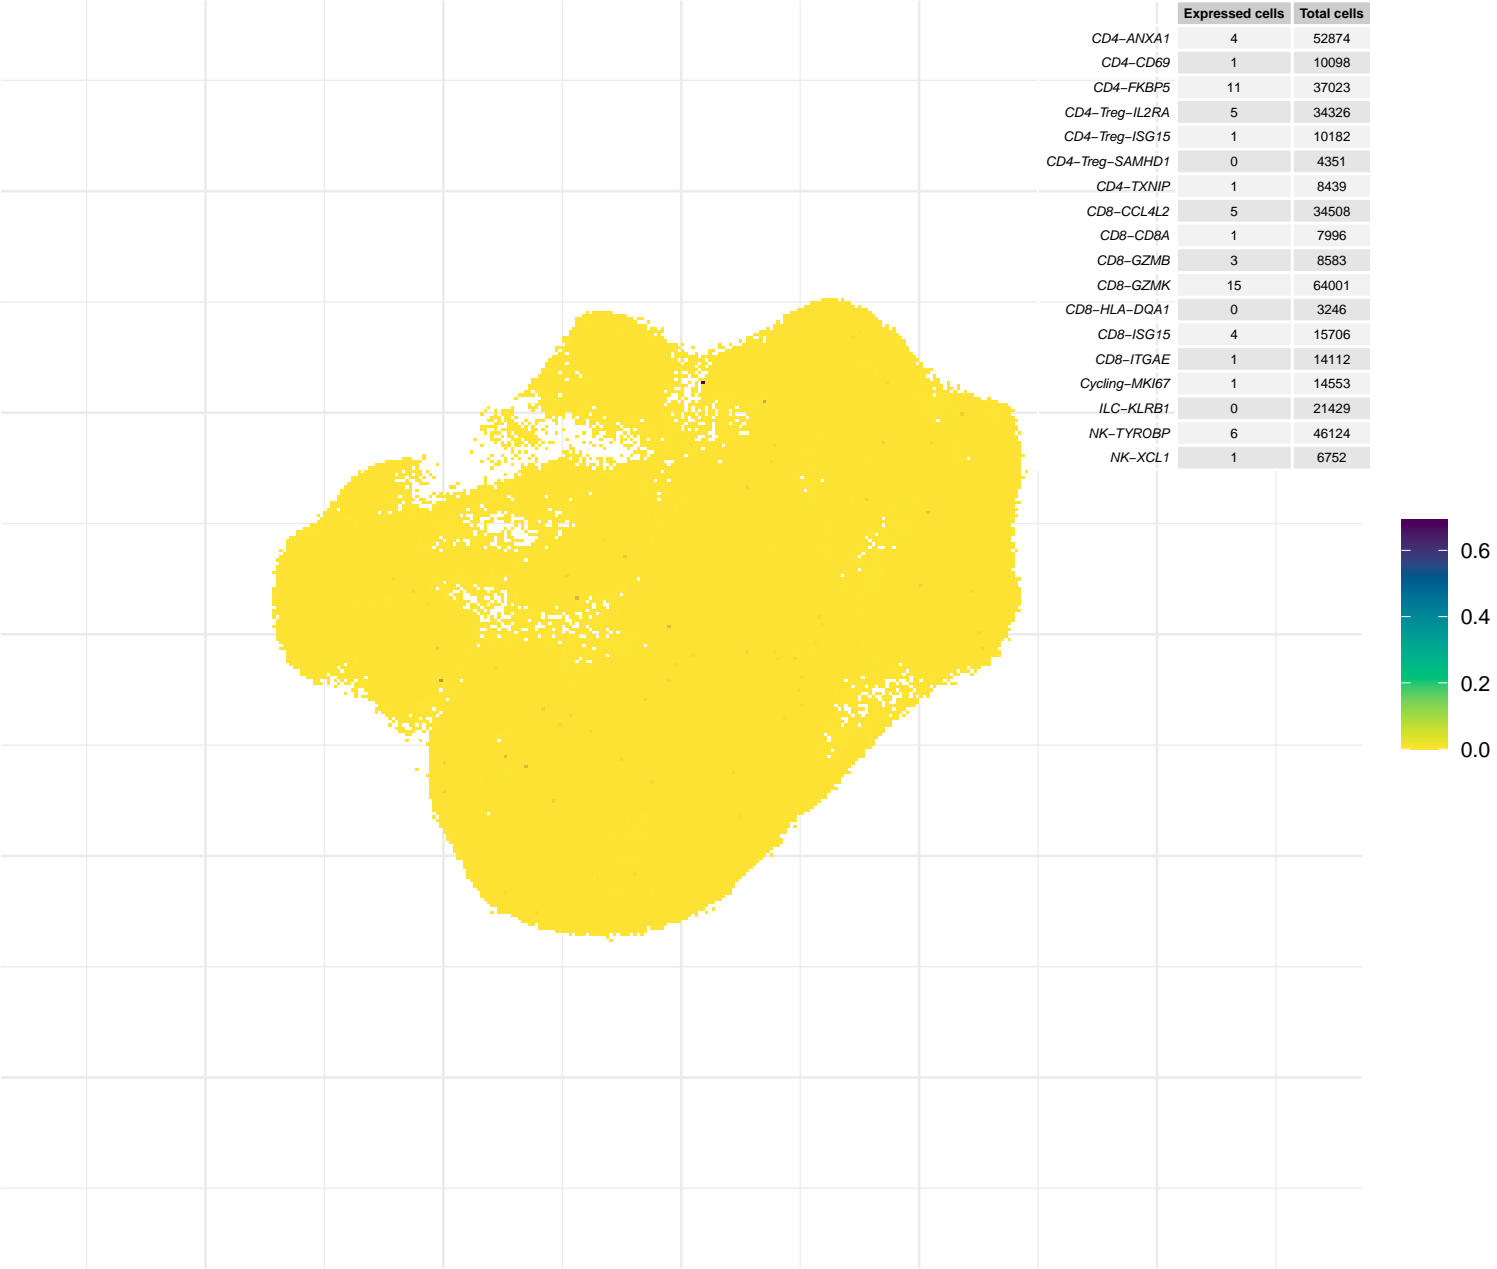 Expressed cells Total cells
CD4−ANXA1 4 52874
CD4−CD69 1 10098
CD4−FKBP5 11 37023
CD4−Treg−IL2RA 5 34326
CD4−Treg−ISG15 1 10182
CD4−Treg−SAMHD1 0 4351
CD4−TXNIP 1 8439
CD8−CCL4L2 5 34508
CD8−CD8A 1 7996
CD8−GZMB 3 8583
CD8−GZMK 15 64001
CD8−HLA−DQA1 0 3246
CD8−ISG15 4 15706
CD8−ITGAE 1 14112
Cycling−MKI67 1 14553
ILC−KLRB1 0 21429
NK−TYROBP 6 46124
NK−XCL1 1 6752
0.6
0.4
0.2
0.0